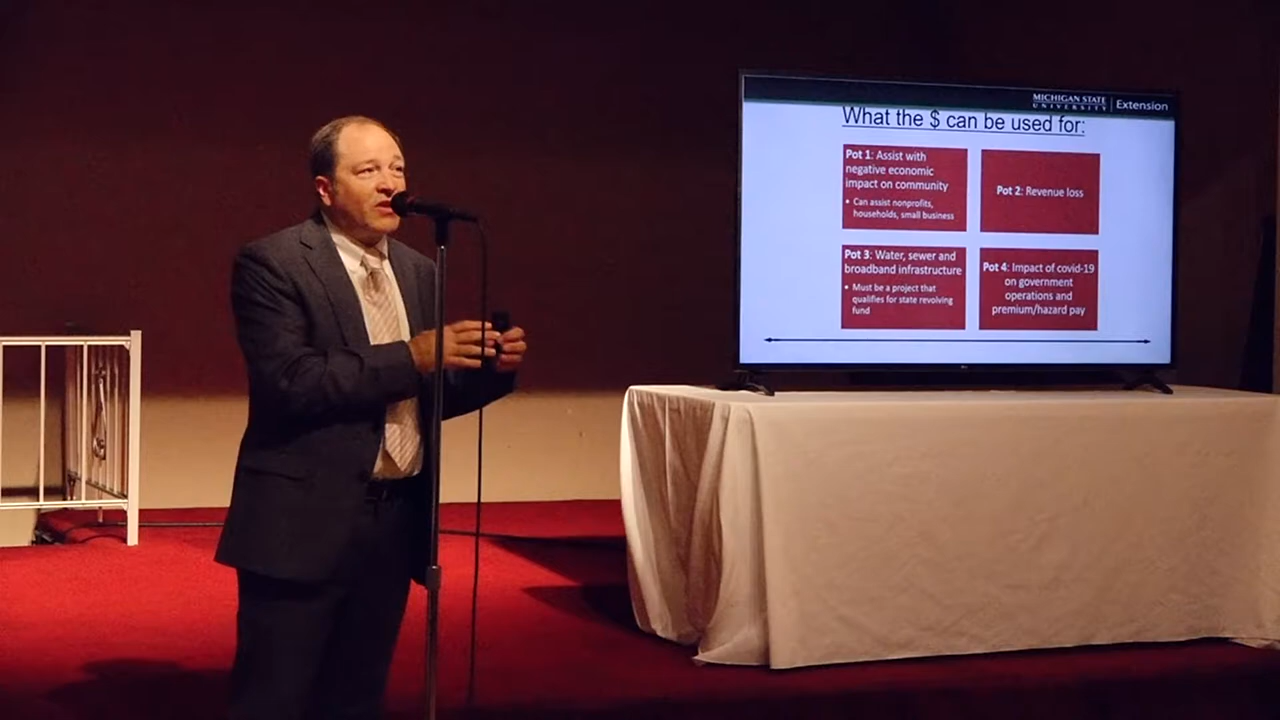 MICHIGAN STATE
UNIVERSITY
Extension
What the $ can be used for:
Pot 1: Assist with
negative economic
impact on community
• Can assist nonprofits,
households, small business
Pot 2: Revenue loss
Pot 3: Water, sewer and
broadband infrastructure
• Must be a project that
qualifies for state revolving
fund
Pot 4: Impact of covid-19
on government
operations and
premium/hazard pay